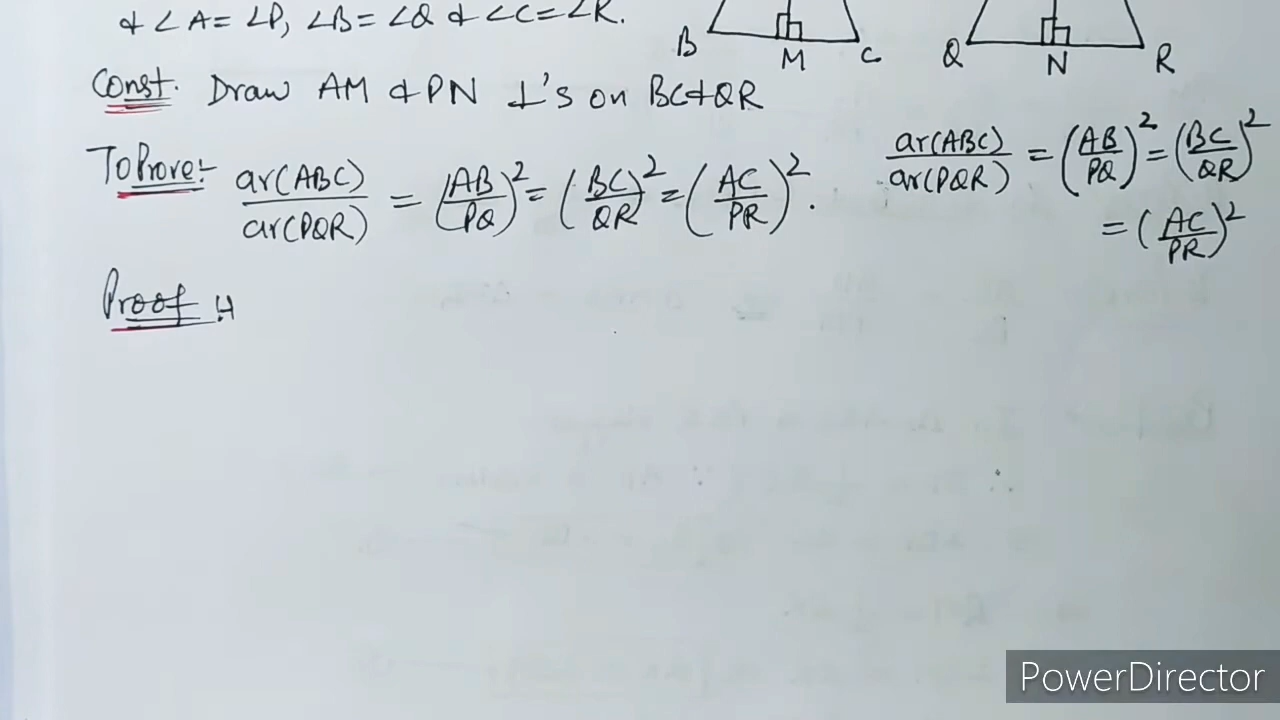 & ∠A = ∠P, ∠B = ∠Q & ∠C = ∠R.
B M C Q N R
Const. Draw AM & PN ⊥'s on BC & QR
To Prove:- ar(ABC)/ar(PQR) = (AB/PQ)² = (BC/QR)² = (AC/PR)².
ar(ABC)/ar(PQR) = (AB/PQ)² = (BC/QR)²
= (AC/PR)²
Proof :-
PowerDirector